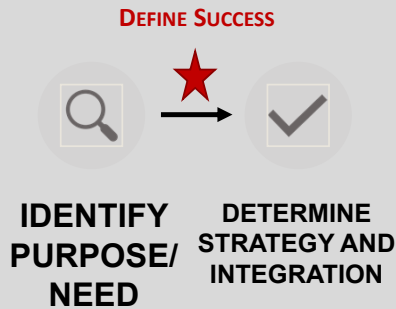 DEFINE SUCCESS
IDENTIFY
PURPOSE/
NEED
DETERMINE
STRATEGY AND
INTEGRATION